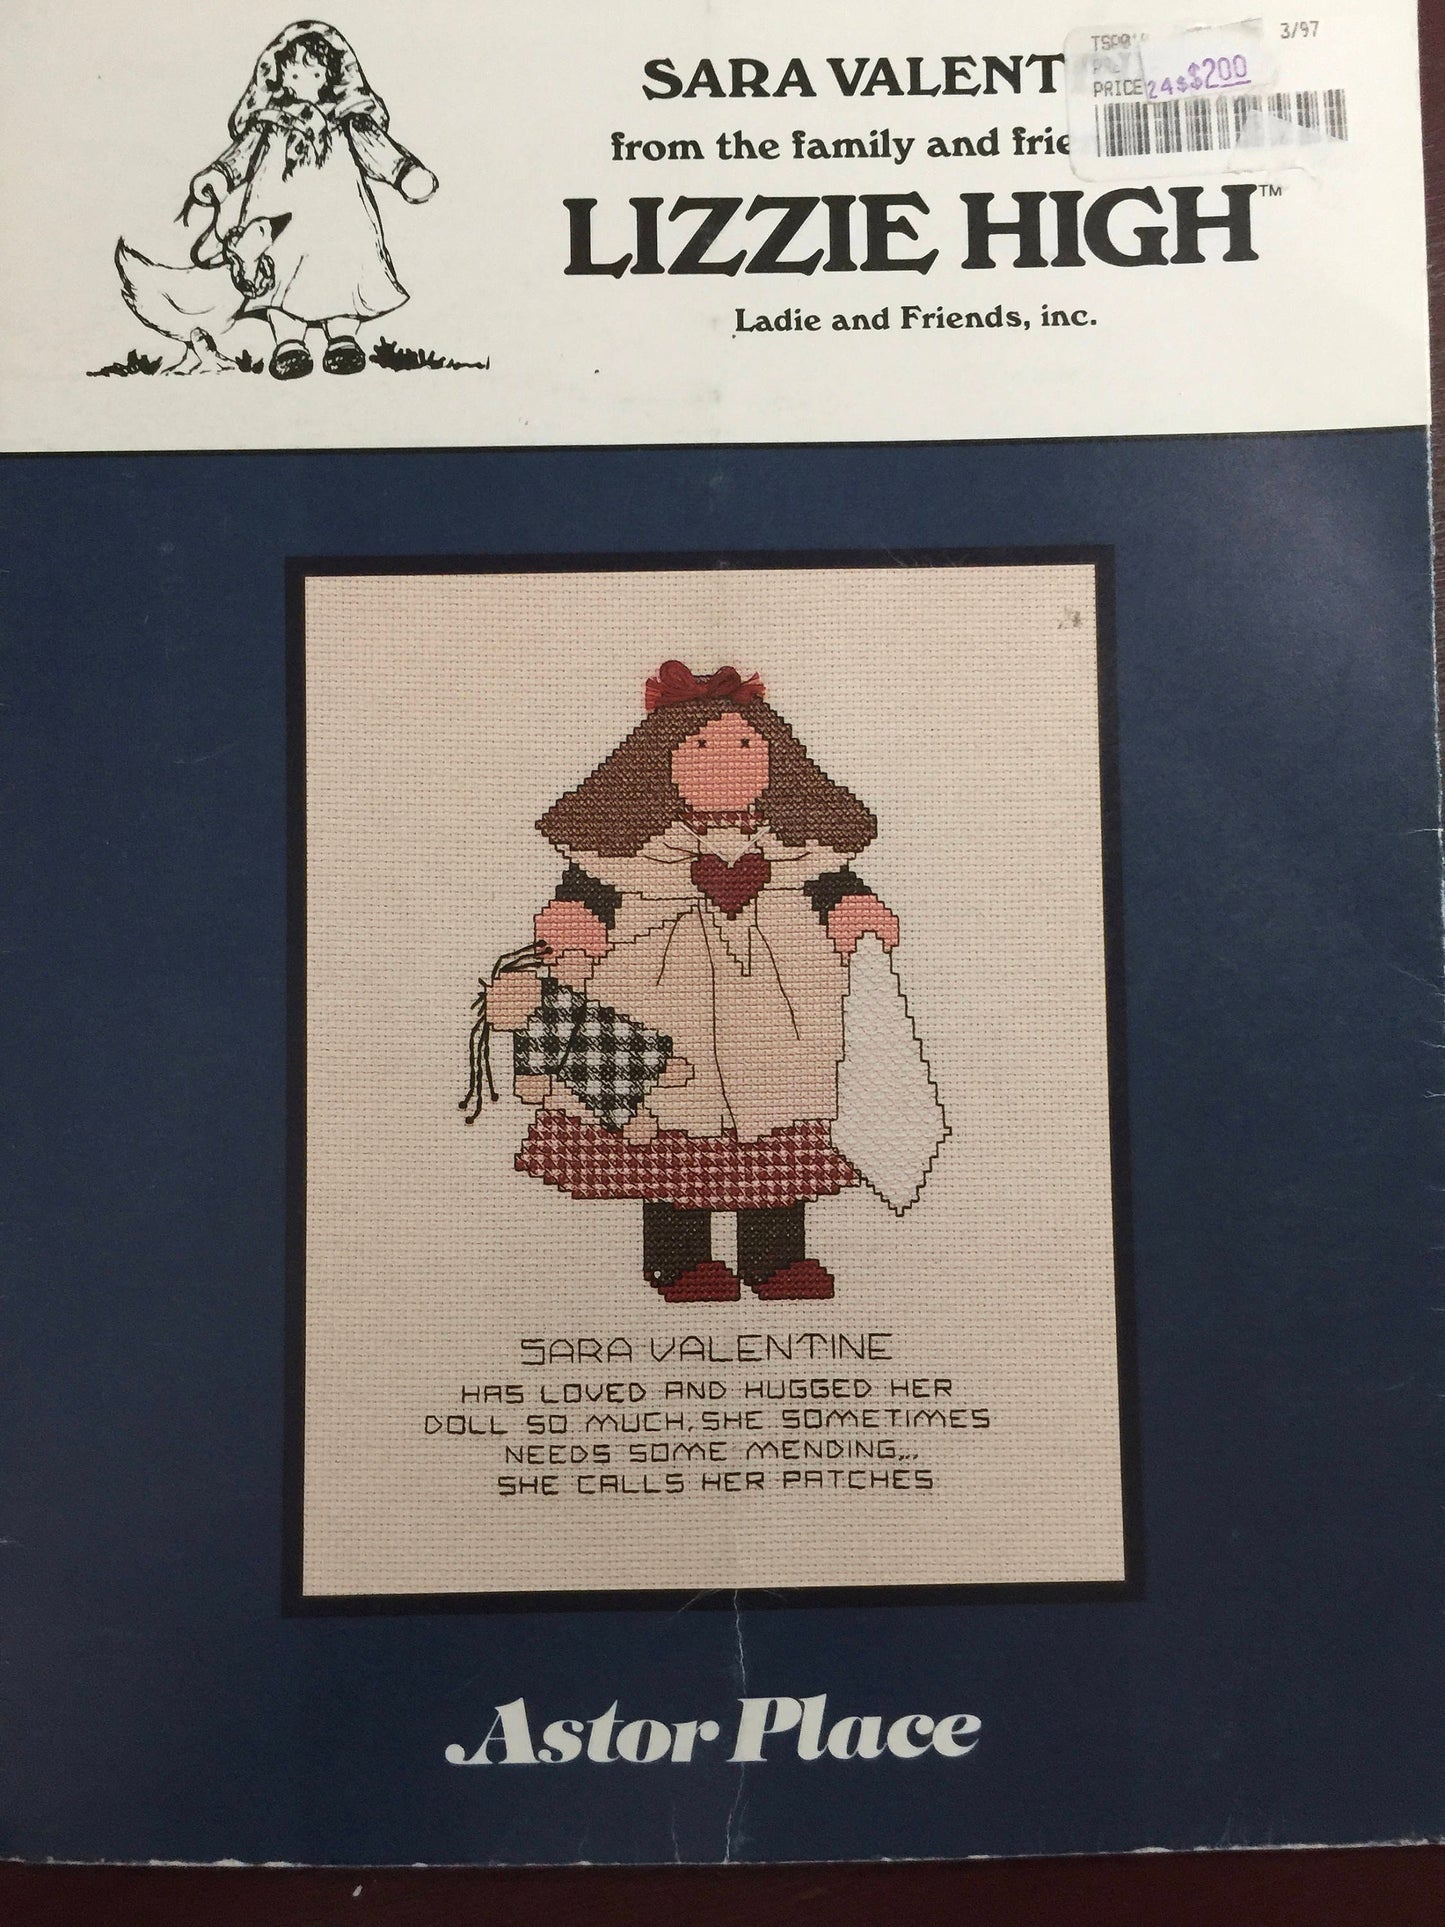 SARA VALENT
from the family and frie
LIZZIE HIGH™
Ladie and Friends, inc.
3/97
PRICE 24$ $200
SARA VALENTINE
HAS LOVED AND HUGGED HER
DOLL SO MUCH, SHE SOMETIMES
NEEDS SOME MENDING...
SHE CALLS HER PATCHES
Astor Place